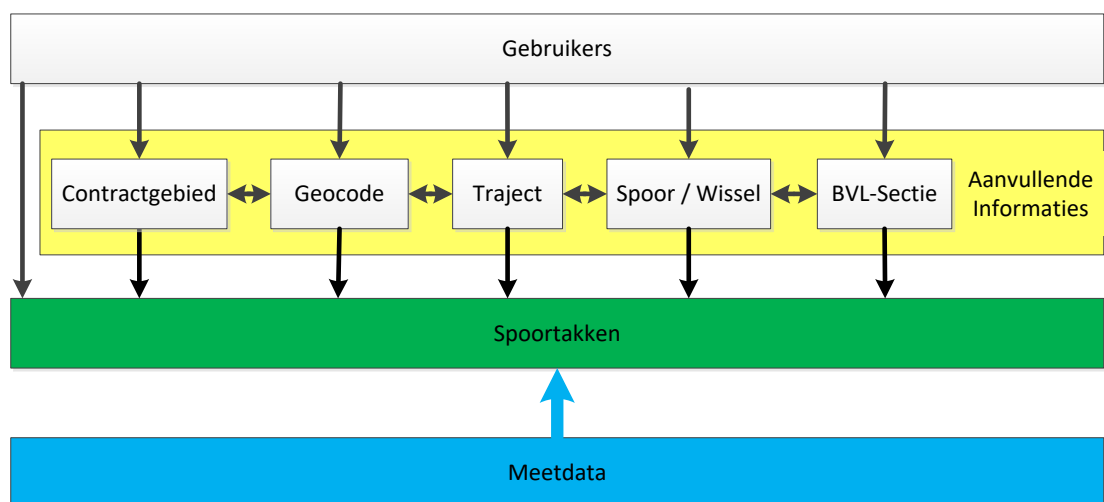 Gebruikers
Contractgebied
Geocode
Traject
Spoor / Wissel
BVL-Sectie
Aanvullende
Informaties
Spoortakken
Meetdata